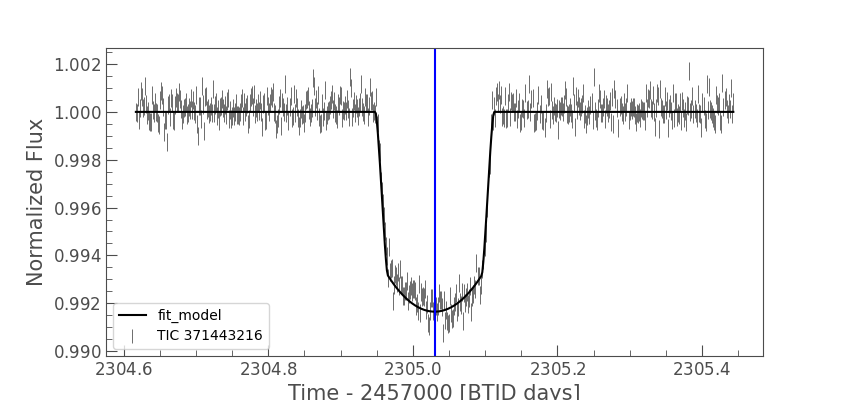 1.002
1.000
0.998
0.996
0.994
0.992
0.990
Normalized Flux
fit_model
TIC 371443216
2304.6 2304.8 2305.0 2305.2 2305.4
Time - 2457000 [BTJD days]